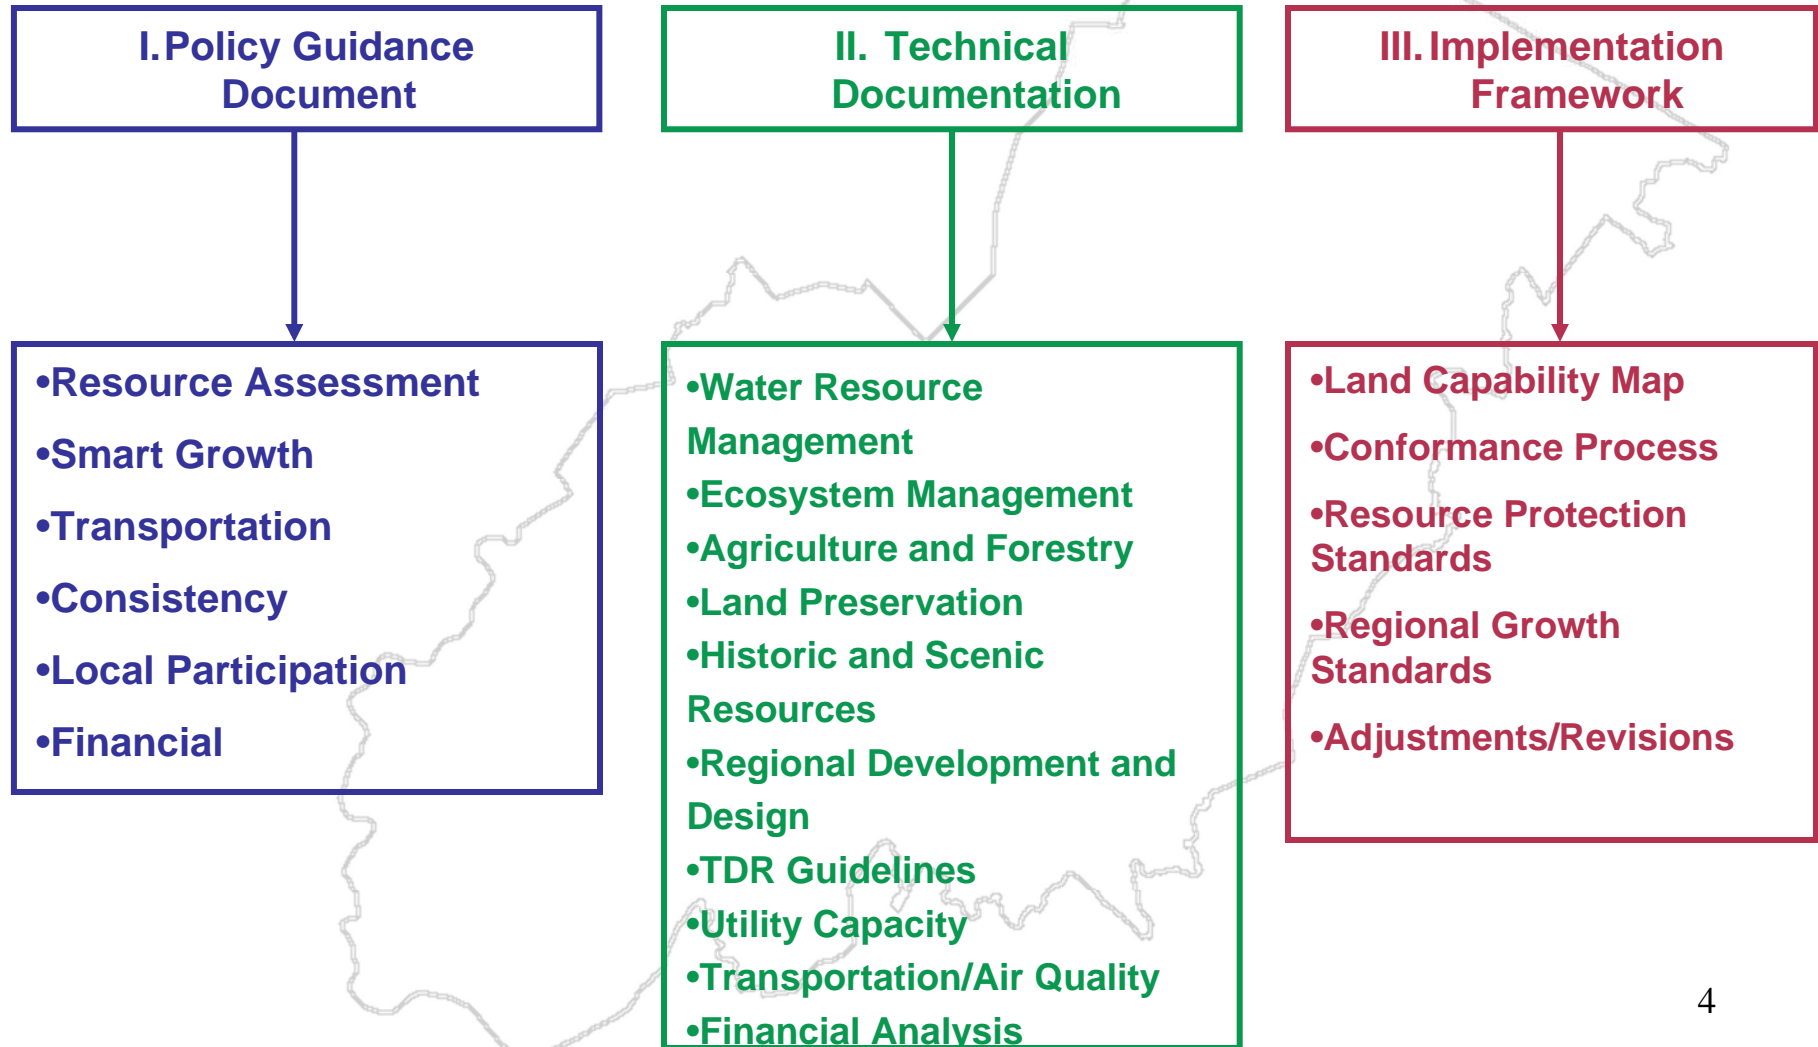 I. Policy Guidance
Document
•Resource Assessment
•Smart Growth
•Transportation
•Consistency
•Local Participation
•Financial
II. Technical
Documentation
•Water Resource
Management
•Ecosystem Management
•Agriculture and Forestry
•Land Preservation
•Historic and Scenic
Resources
•Regional Development and
Design
•TDR Guidelines
•Utility Capacity
•Transportation/Air Quality
•Financial Analysis
III. Implementation
Framework
•Land Capability Map
•Conformance Process
•Resource Protection
Standards
•Regional Growth
Standards
•Adjustments/Revisions
4